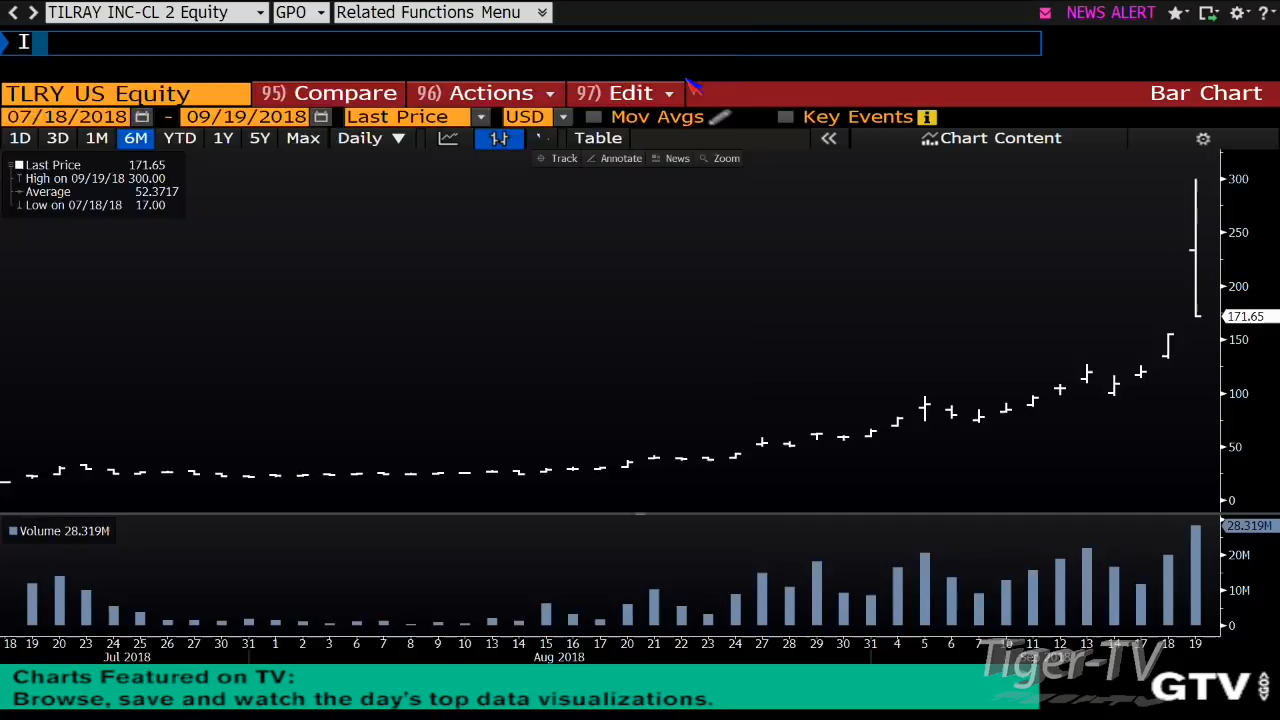 TILRAY INC-CL 2 Equity GPO Related Functions Menu NEWS ALERT ?
TLRY US Equity 95) Compare 96) Actions 97) Edit Bar Chart
07/18/2018 - 09/19/2018 Last Price USD Mov Avgs Key Events i
1D 3D 1M 6M YTD 1Y 5Y Max Daily Table Chart Content
Track Annotate News Zoom
Last Price 171.65
High on 09/19/18 300.00
Average 52.3717
Low on 07/18/18 17.00
300
250
200
171.65
150
100
50
0
Volume 28.319M
28.319M
20M
10M
0
18 19 20 23 24 25 26 27 30 31 1 2 3 6 7 8 9 10 13 14 15 16 17 20 21 22 23 24 27 28 29 30 31 4 5 6 7 10 11 12 13 14 17 18 19
Jul 2018 Aug 2018 Sep 2018
Tiger-TV
Charts Featured on TV:
Browse, save and watch the day's top data visualizations.
GTV